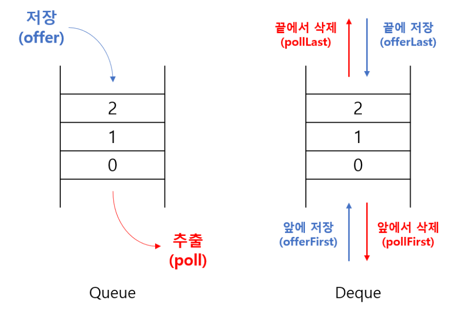 저장
(offer)
2
1
0
추출
(poll)
Queue
끝에서 삭제
(pollLast)
끝에 저장
(offerLast)
2
1
0
앞에 저장
(offerFirst)
앞에서 삭제
(pollFirst)
Deque